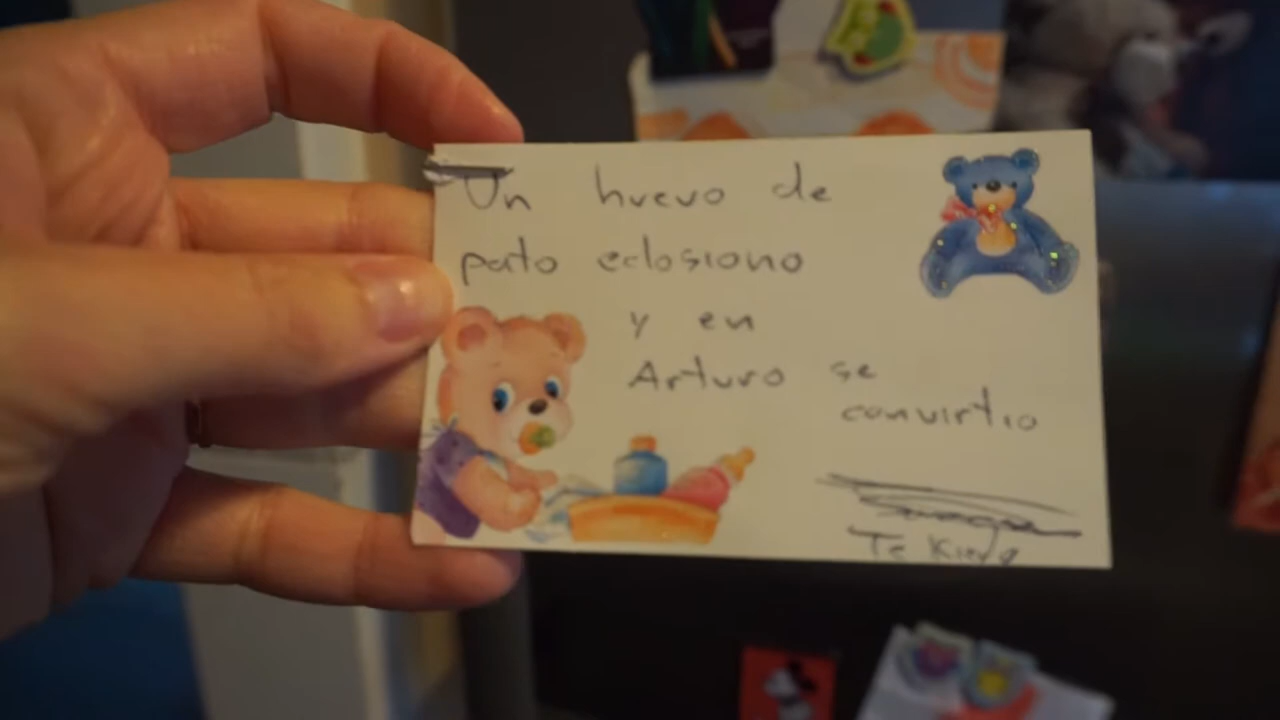 Un huevo de
pato eclosiono
y en
Arturo se
convirtio
Te Kiero